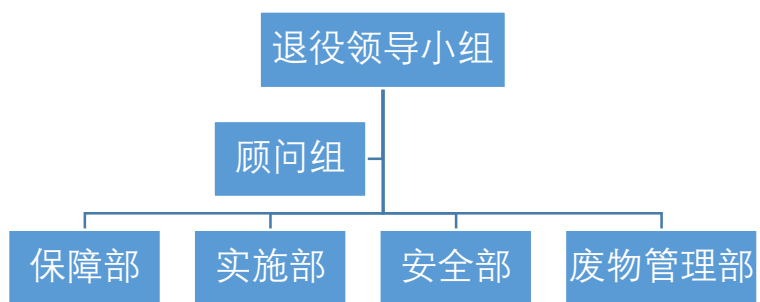 退役领导小组
顾问组
保障部
实施部
安全部
废物管理部